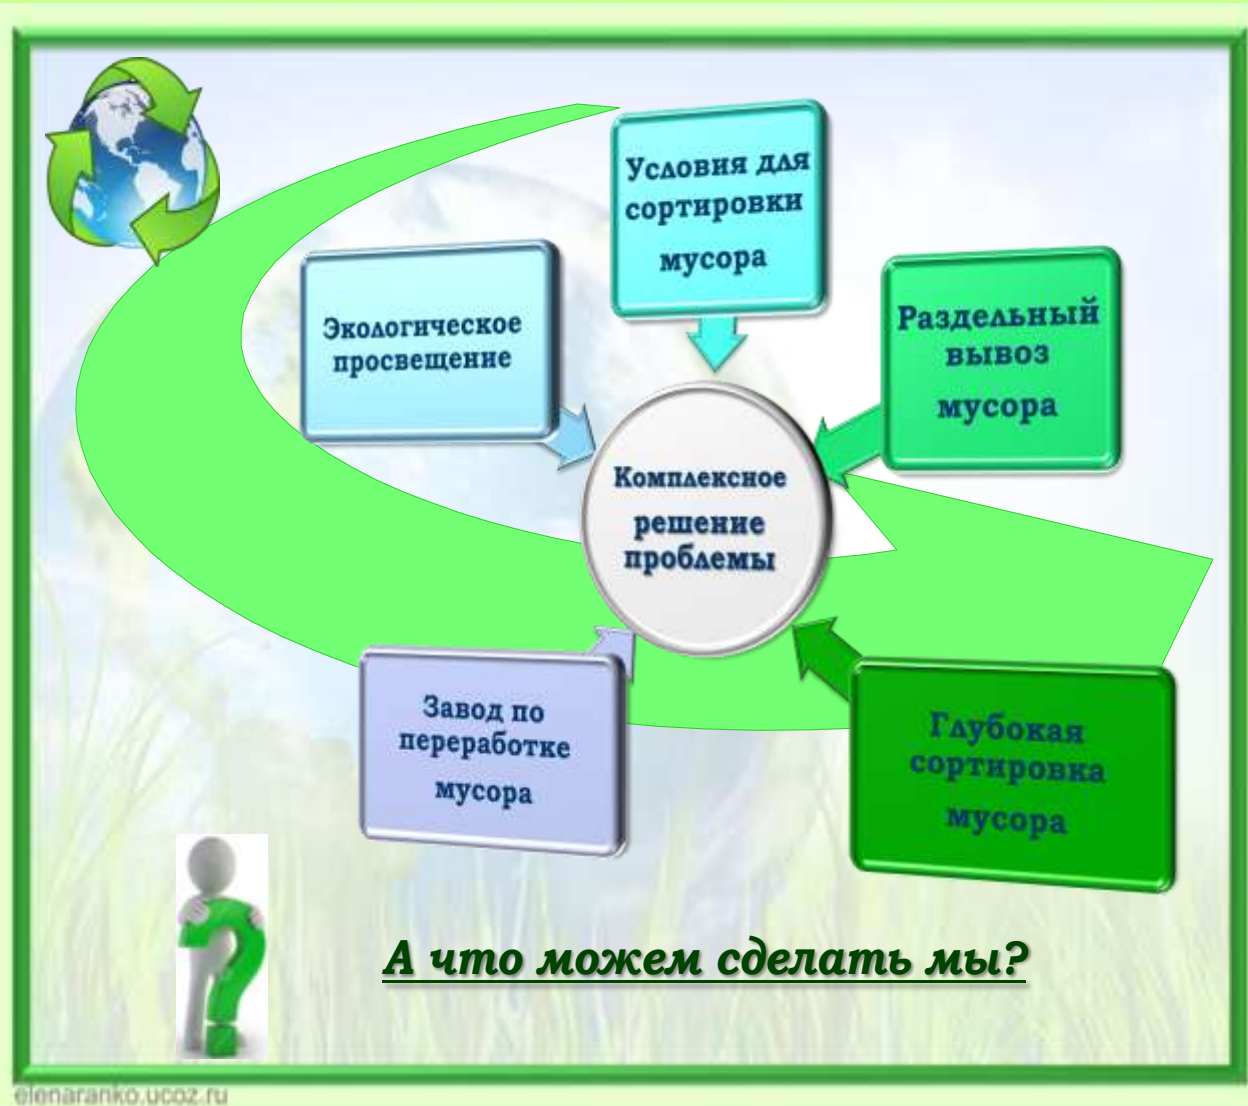 Условия для
сортировки
мусора
Экологическое
просвещение
Раздельный
вывоз
мусора
Комплексное
решение
проблемы
Завод по
переработке
мусора
Глубокая
сортировка
мусора
А что можем сделать мы?
elenaranko.ucoz.ru